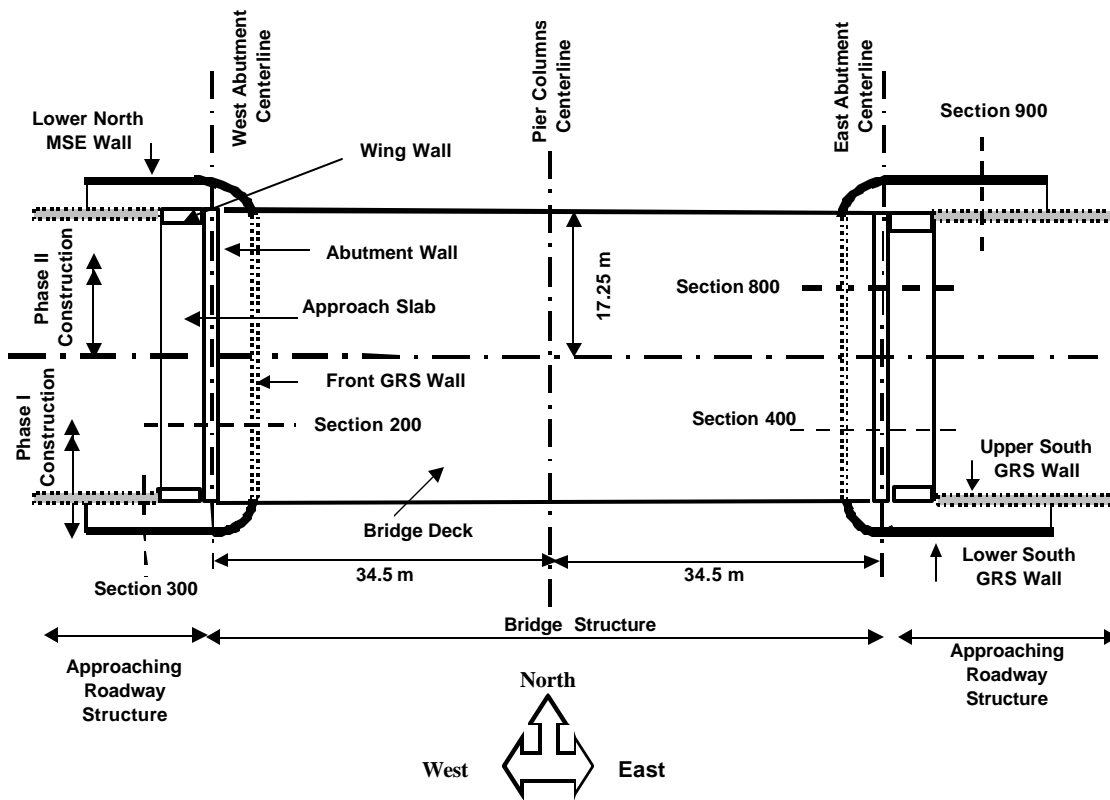 West Abutment
Centerline
Pier Columns
Centerline
East Abutment
Centerline
Section 900
Lower North
MSE Wall
Wing Wall
Abutment Wall
Approach Slab
Phase II
Construction
17.25 m
Section 800
Front GRS Wall
Section 200
Section 400
Phase I
Construction
Upper South
GRS Wall
Bridge Deck
Lower South
GRS Wall
34.5 m
34.5 m
Section 300
Bridge Structure
Approaching
Roadway
Structure
Approaching
Roadway
Structure
North
West
East